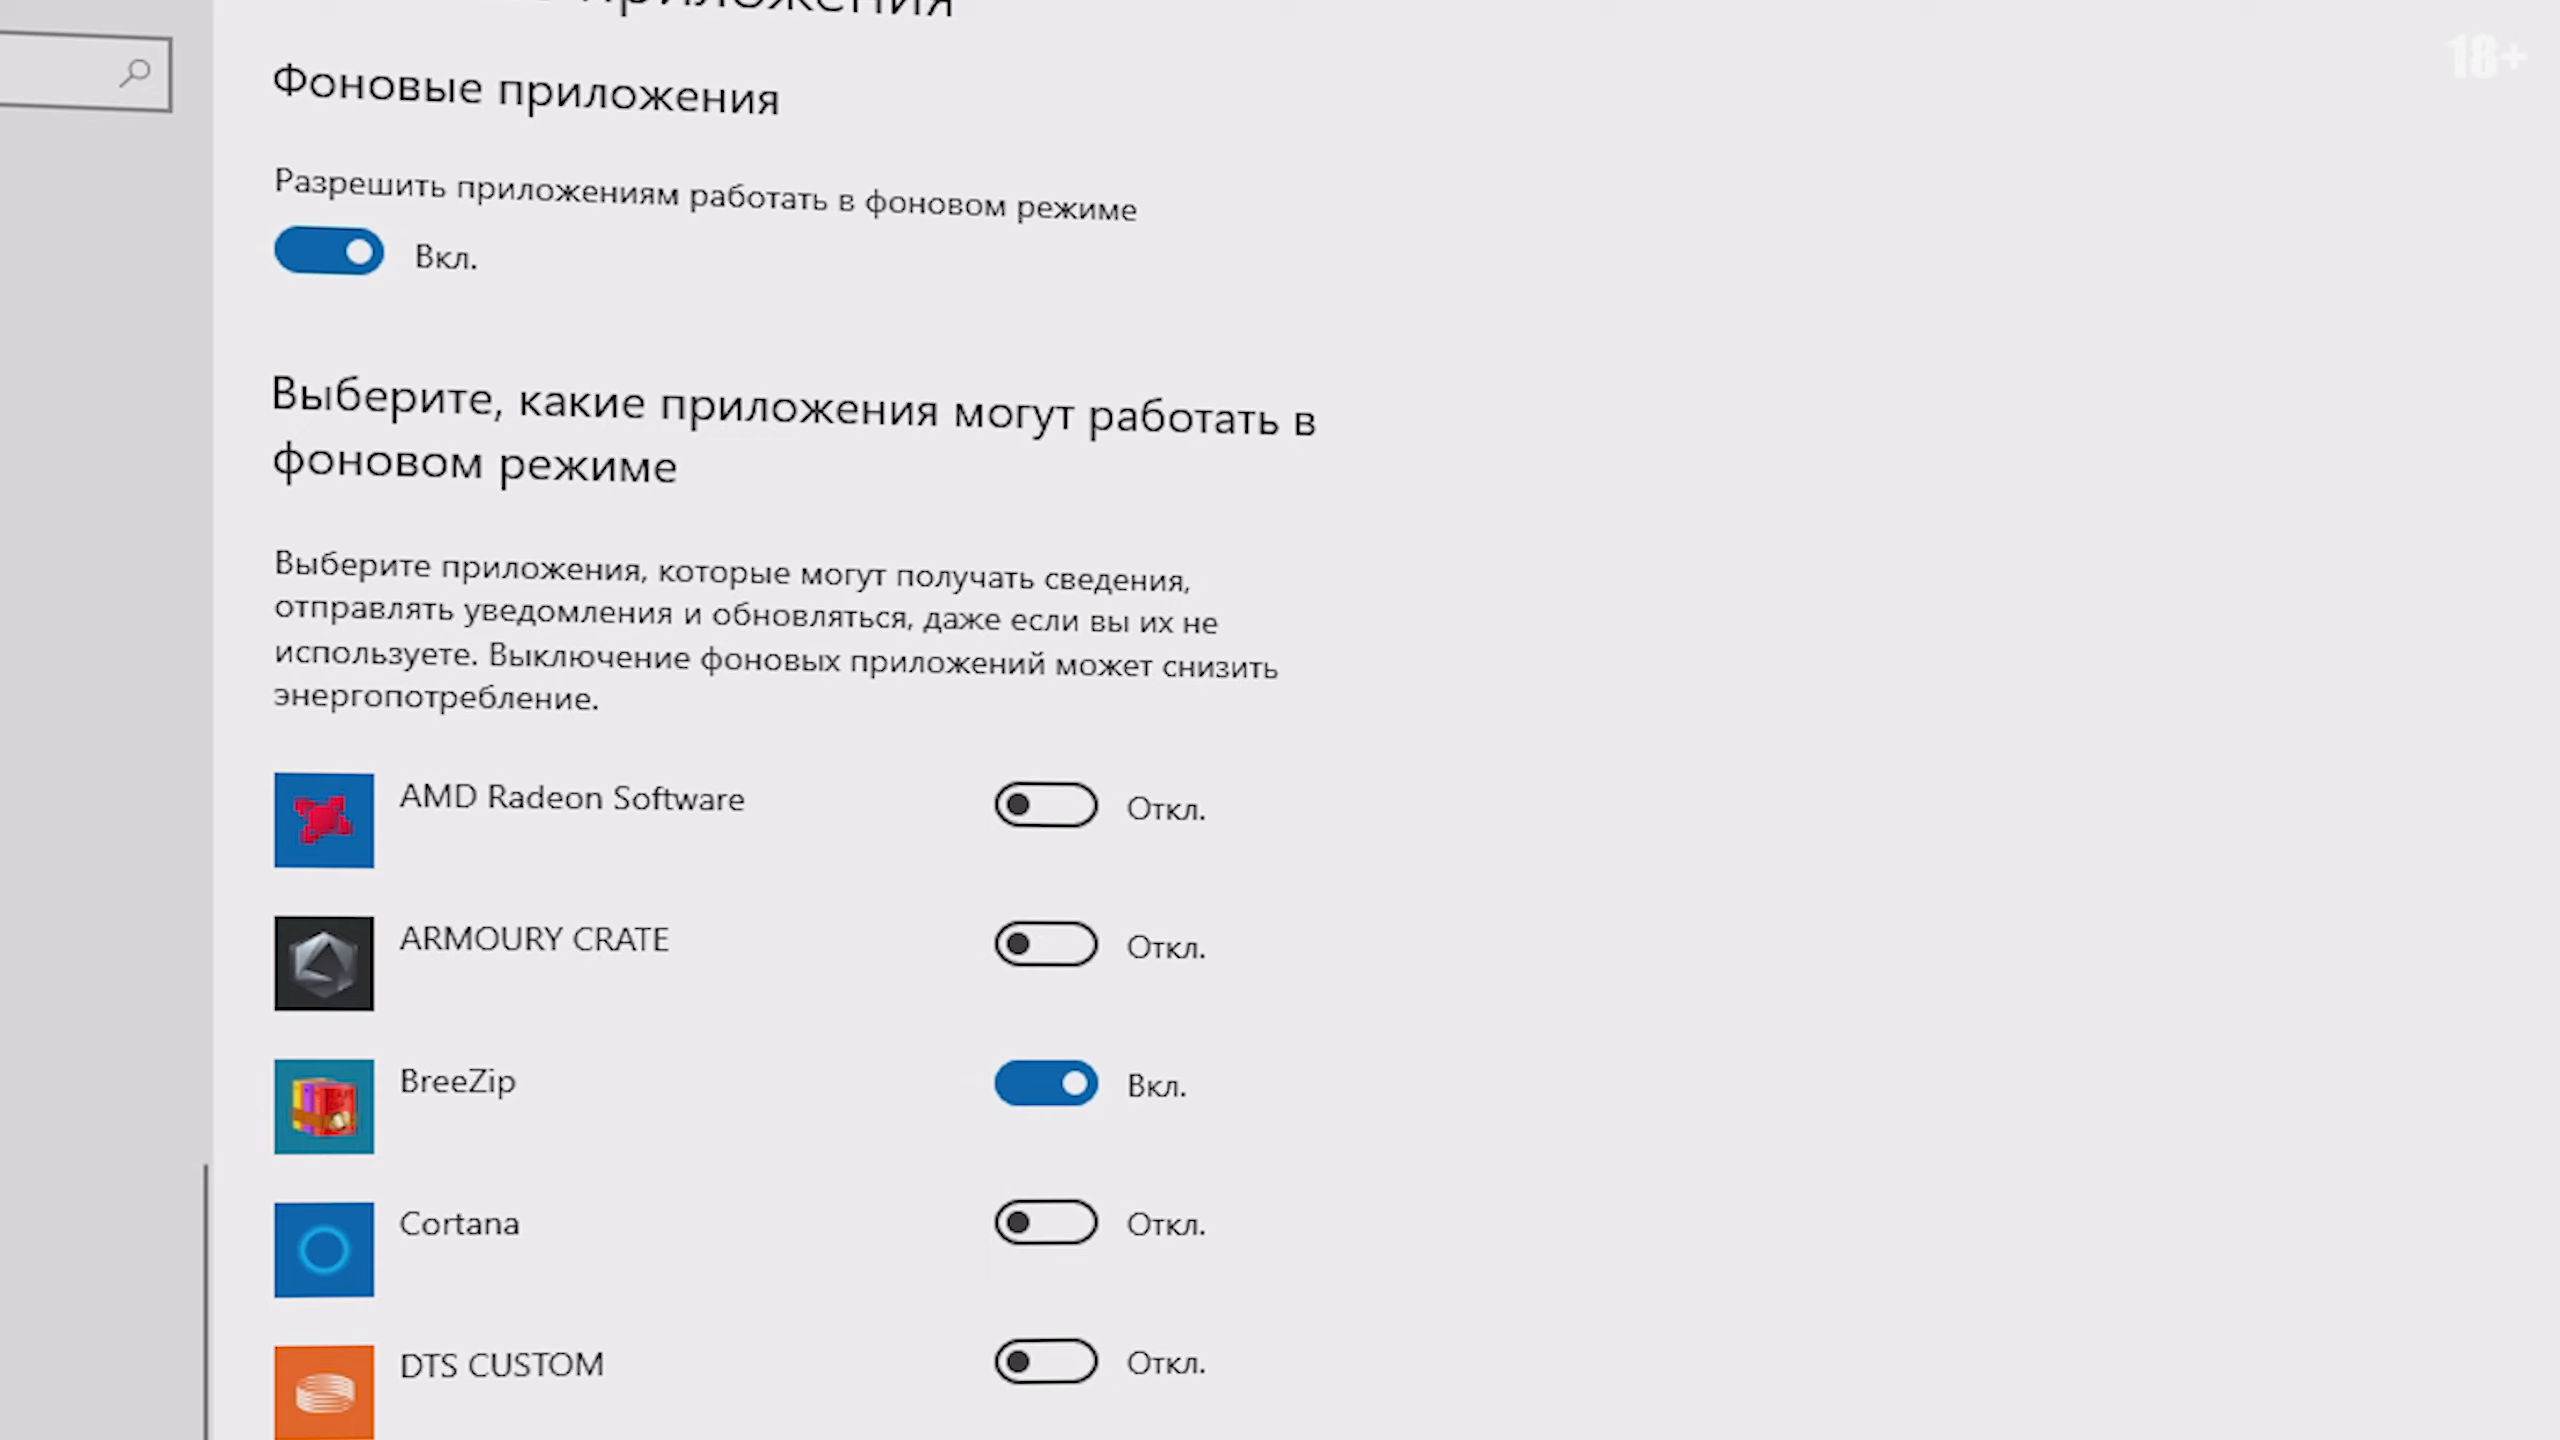 приложения
18+
Фоновые приложения
Разрешить приложениям работать в фоновом режиме
Вкл.
Выберите, какие приложения могут работать в
фоновом режиме
Выберите приложения, которые могут получать сведения,
отправлять уведомления и обновляться, даже если вы их не
используете. Выключение фоновых приложений может снизить
энергопотребление.
AMD Radeon Software Откл.
ARMOURY CRATE Откл.
BreeZip Вкл.
Cortana Откл.
DTS CUSTOM Откл.